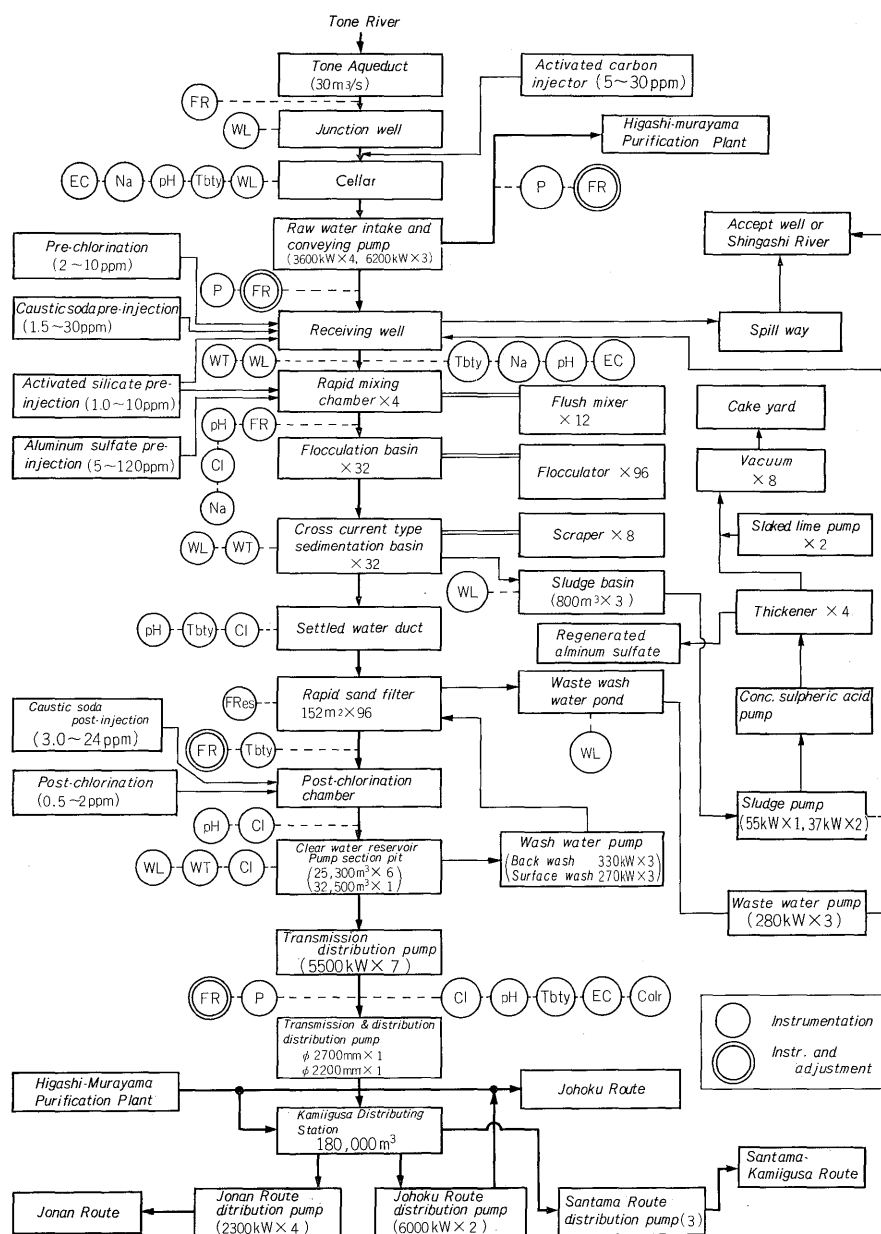 Tone River
Tone Aqueduct
(30m³/s)
Activated carbon
injector (5~30ppm)
FR
WL
Junction well
Higashi-murayama
Purification Plant
EC
Na
pH
Tbty
WL
Cellar
P
FR
Raw water intake and
conveying pump
(3600kW×4, 6200kW×3)
Accept well or
Shingashi River
Pre-chlorination
(2~10ppm)
P
FR
Caustic soda pre-injection
(1.5~30ppm)
Receiving well
Spill way
WT
WL
Tbty
Na
pH
EC
Activated silicate pre-
injection (1.0~10ppm)
Rapid mixing
chamber×4
Flush mixer
×12
Cake yard
pH
FR
Aluminum sulfate pre-
injection (5~120ppm)
Cl
Na
Flocculation basin
×32
Flocculator ×96
Vacuum
×8
WL
WT
Cross current type
sedimentation basin
×32
Scraper×8
Slaked lime pump
×2
WL
Sludge basin
(800m³×3)
Thickener ×4
pH
Tbty
Cl
Settled water duct
Regenerated
alminum sulfate
FRes
Rapid sand filter
152m²×96
Waste wash
water pond
Conc. sulpheric acid
pump
Caustic soda
post-injection
(3.0~24ppm)
FR
Tbty
WL
Post-chlorination
(0.5~2ppm)
Post-chlorination
chamber
Sludge pump
(55kW×1, 37kW×2)
pH
Cl
WL
WT
Cl
Clear water reservoir
Pump section pit
(25,300m³×6)
(32,500m³×1)
Wash water pump
(Back wash 330kW×3)
(Surface wash 270kW×3)
Waste water pump
(280kW×3)
Transmission
distribution pump
(5500kW×7)
FR
P
Cl
pH
Tbty
EC
Colr
Instrumentation
Instr. and
adjustment
Transmission & distribution
distribution pump
φ2700mm×1
φ2200mm×1
Higashi-Murayama
Purification Plant
Johoku Route
Kamiigusa Distributing
Station
180,000m³
Santama-
Kamiigusa Route
Jonan Route
Jonan Route
ditribution pump
(2300kW×4)
Johoku Route
distribution pump
(6000kW×2)
Santama Route
distribution pump(3)